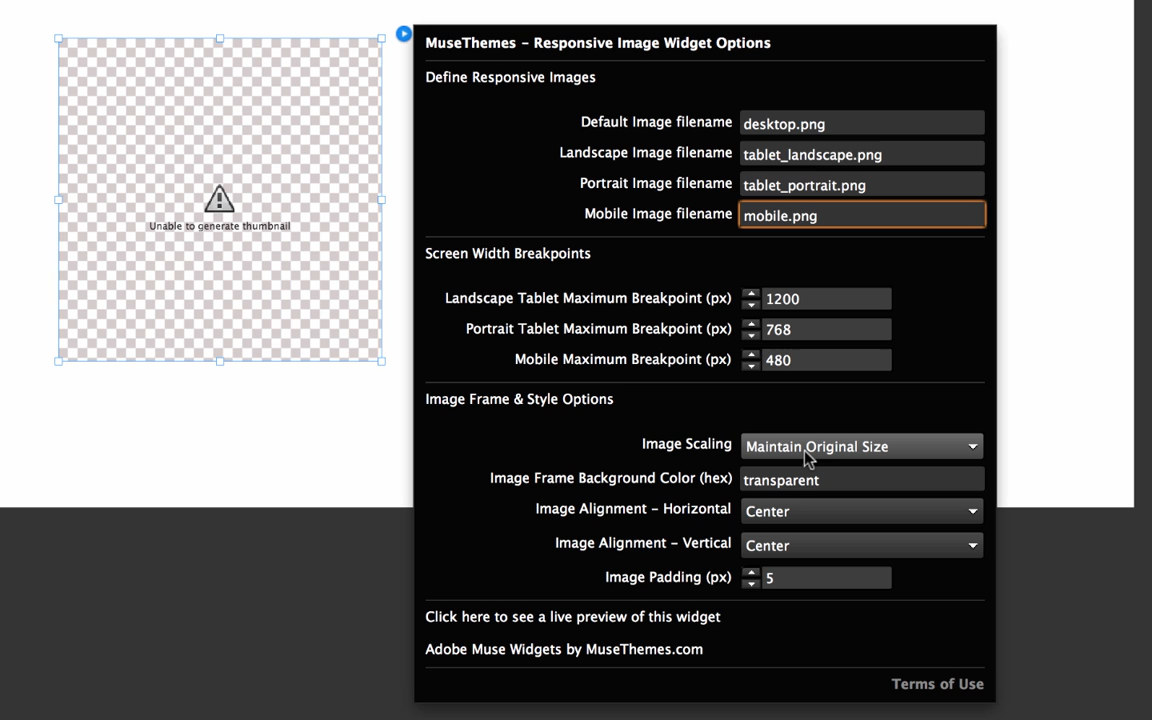 MuseThemes - Responsive Image Widget Options
Define Responsive Images
Default Image filename desktop.png
Landscape Image filename tablet_landscape.png
Portrait Image filename tablet_portrait.png
Mobile Image filename mobile.png
Unable to generate thumbnail
Screen Width Breakpoints
Landscape Tablet Maximum Breakpoint (px) 1200
Portrait Tablet Maximum Breakpoint (px) 768
Mobile Maximum Breakpoint (px) 480
Image Frame & Style Options
Image Scaling Maintain Original Size
Image Frame Background Color (hex) transparent
Image Alignment - Horizontal Center
Image Alignment - Vertical Center
Image Padding (px) 5
Click here to see a live preview of this widget
Adobe Muse Widgets by MuseThemes.com
Terms of Use